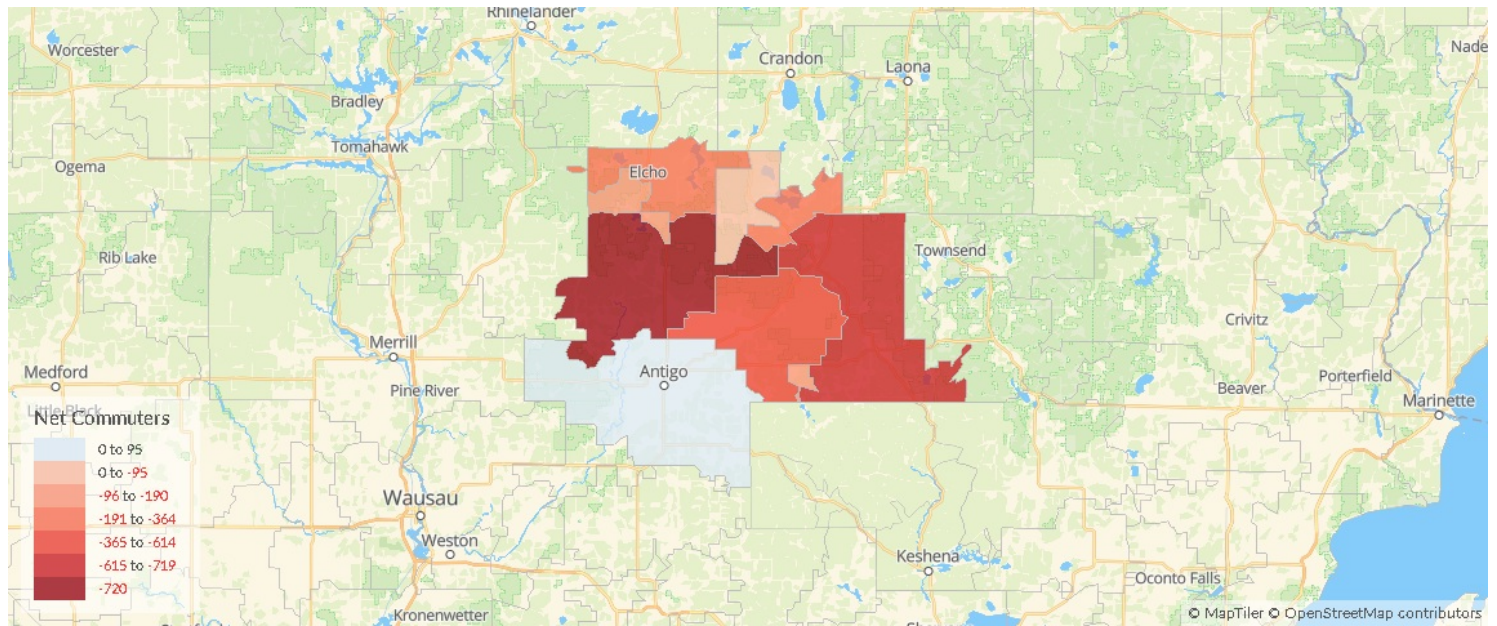 Rhinelander
Worcester
Nade
Crandon
Laona
Bradley
Tomahawk
Ogema
Elcho
Townsend
Rib Lake
Crivitz
Merrill
Medford
Antigo
Pine River
Porterfield
Beaver
Marinette
Little Black
Net Commuters
0 to 95
0 to -95
-96 to -190
-191 to -364
-365 to -614
-615 to -719
-720
Wausau
Weston
Keshena
Oconto Falls
Kronenwetter
© MapTiler © OpenStreetMap contributors